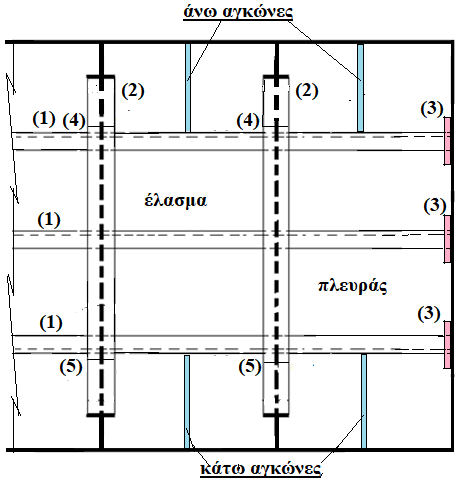 άνω αγκώνες
(2) (2)
(3)
(1) (4) (4)
έλασμα
(1) (3)
πλευράς
(1) (3)
(5) (5)
κάτω αγκώνες